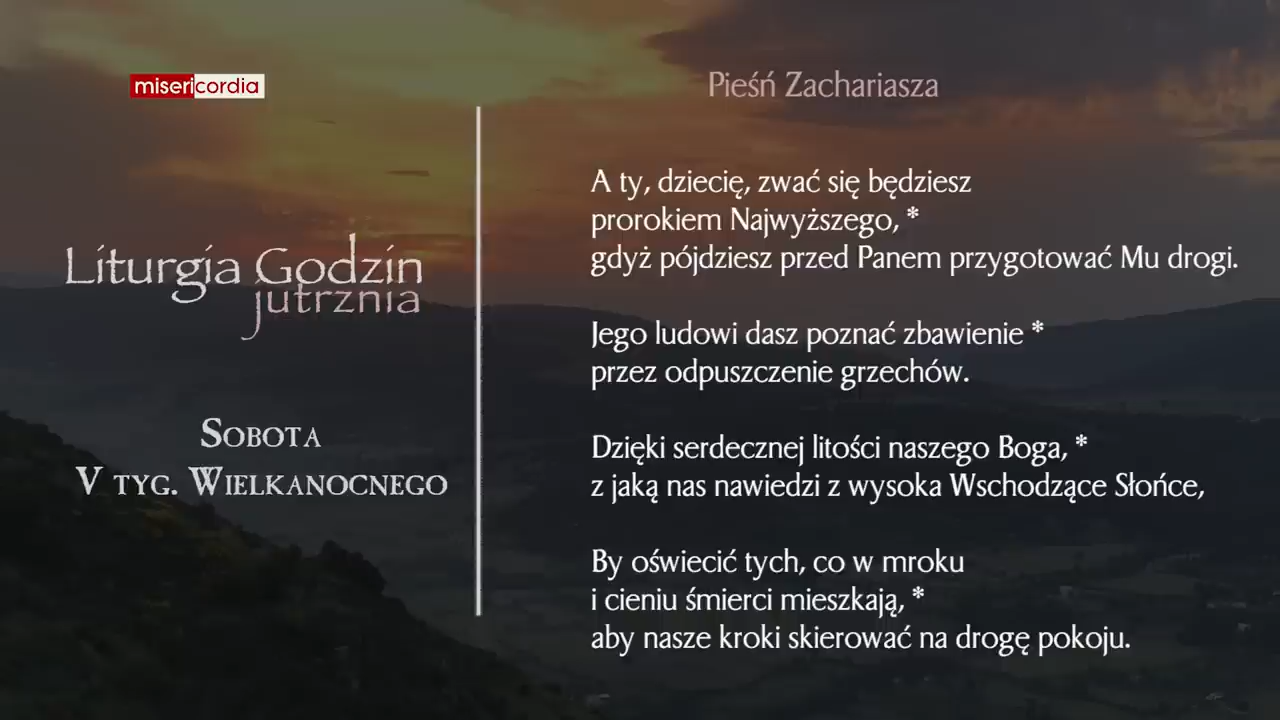 misericordia
Liturgia Godzin
jutrznia
Sobota
V tyg. Wielkanocnego
Pieśń Zachariasza
A ty, dziecię, zwać się będziesz
prorokiem Najwyższego, *
gdyż pójdziesz przed Panem przygotować Mu drogi.
Jego ludowi dasz poznać zbawienie *
przez odpuszczenie grzechów.
Dzięki serdecznej litości naszego Boga, *
z jaką nas nawiedzi z wysoka Wschodzące Słońce,
By oświecić tych, co w mroku
i cieniu śmierci mieszkają, *
aby nasze kroki skierować na drogę pokoju.